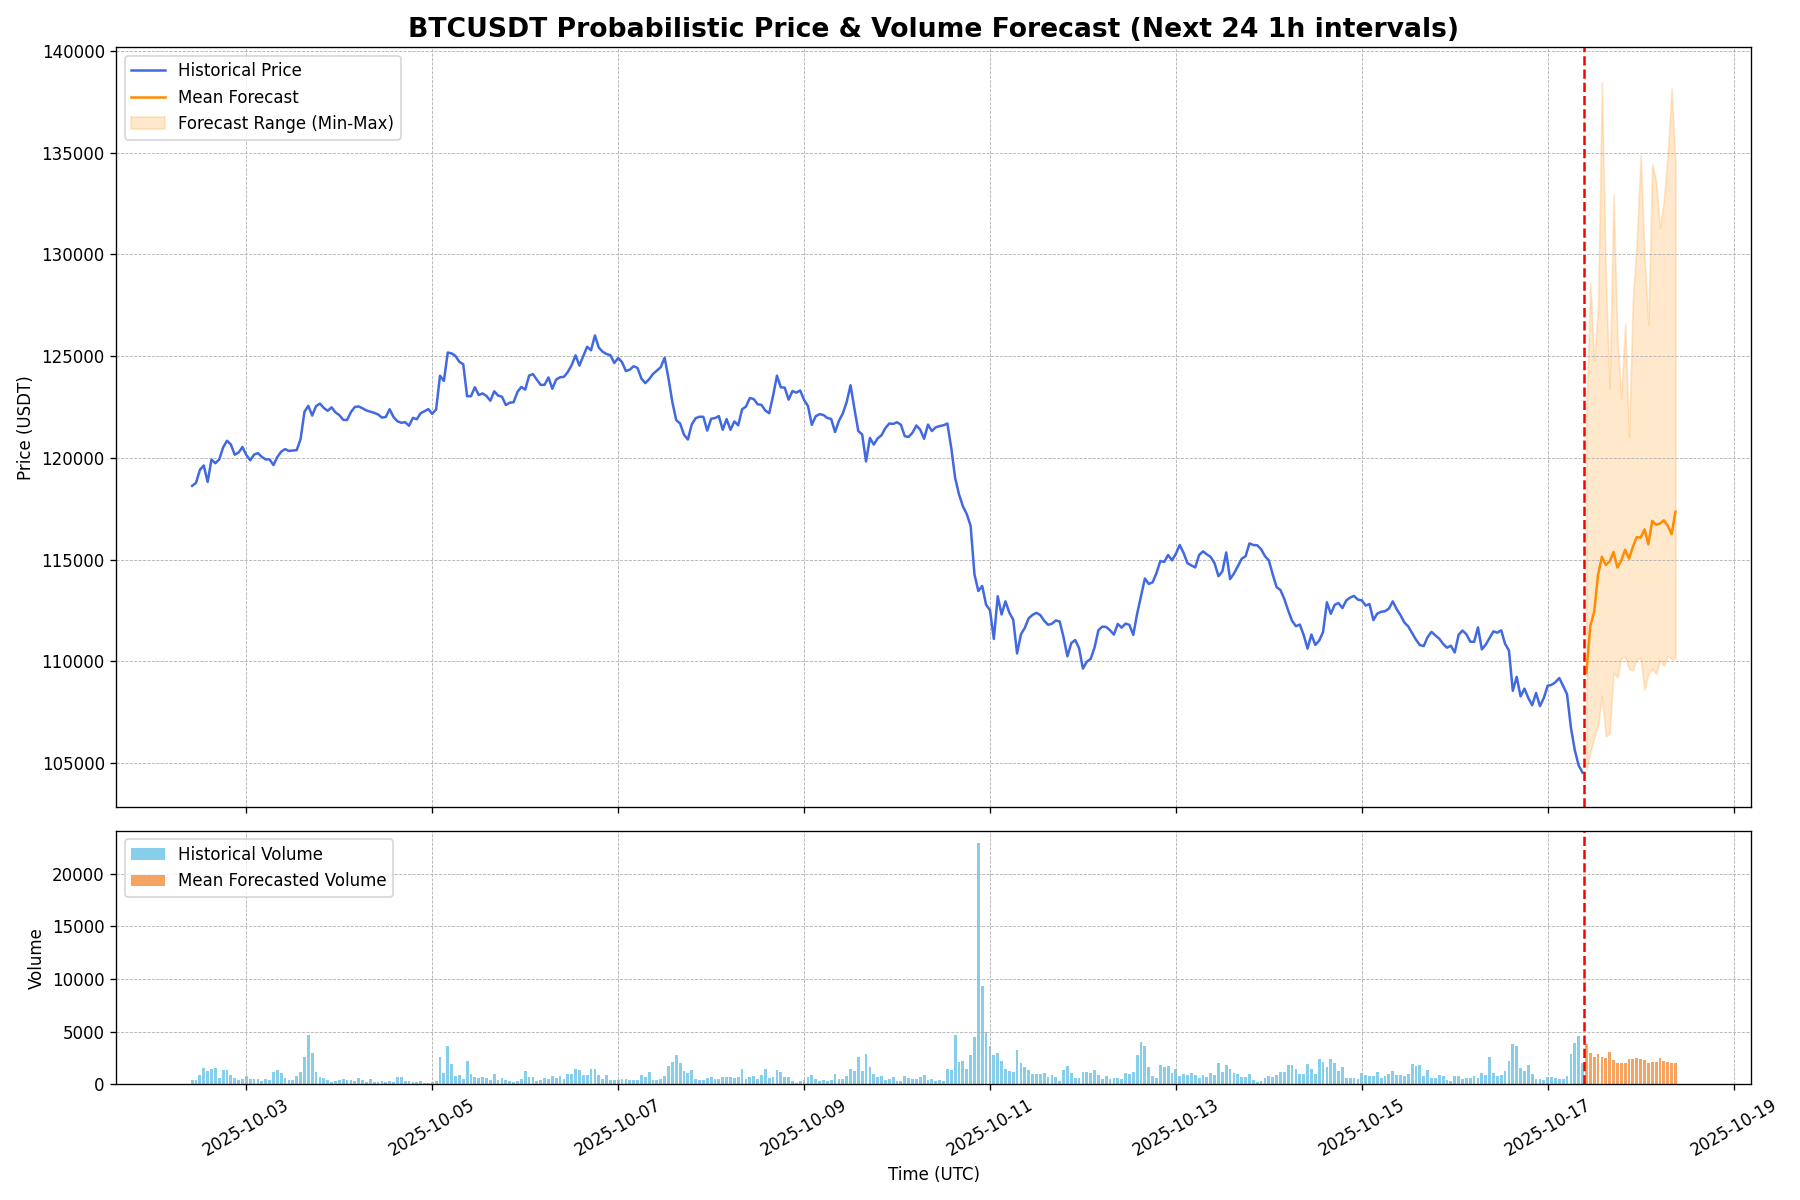 BTCUSDT Probabilistic Price & Volume Forecast (Next 24 1h intervals)
140000
135000
130000
125000
120000
115000
110000
105000
Price (USDT)
Historical Price
Mean Forecast
Forecast Range (Min-Max)
20000
15000
10000
5000
0
Volume
Historical Volume
Mean Forecasted Volume
2025-10-03
2025-10-05
2025-10-07
2025-10-09
2025-10-11
2025-10-13
2025-10-15
2025-10-17
2025-10-19
Time (UTC)